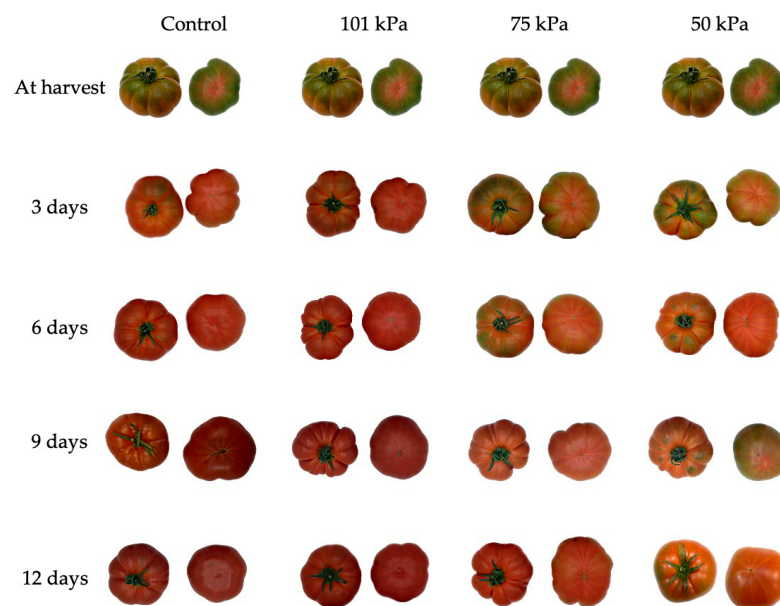 Control 101 kPa 75 kPa 50 kPa
At harvest
3 days
6 days
9 days
12 days